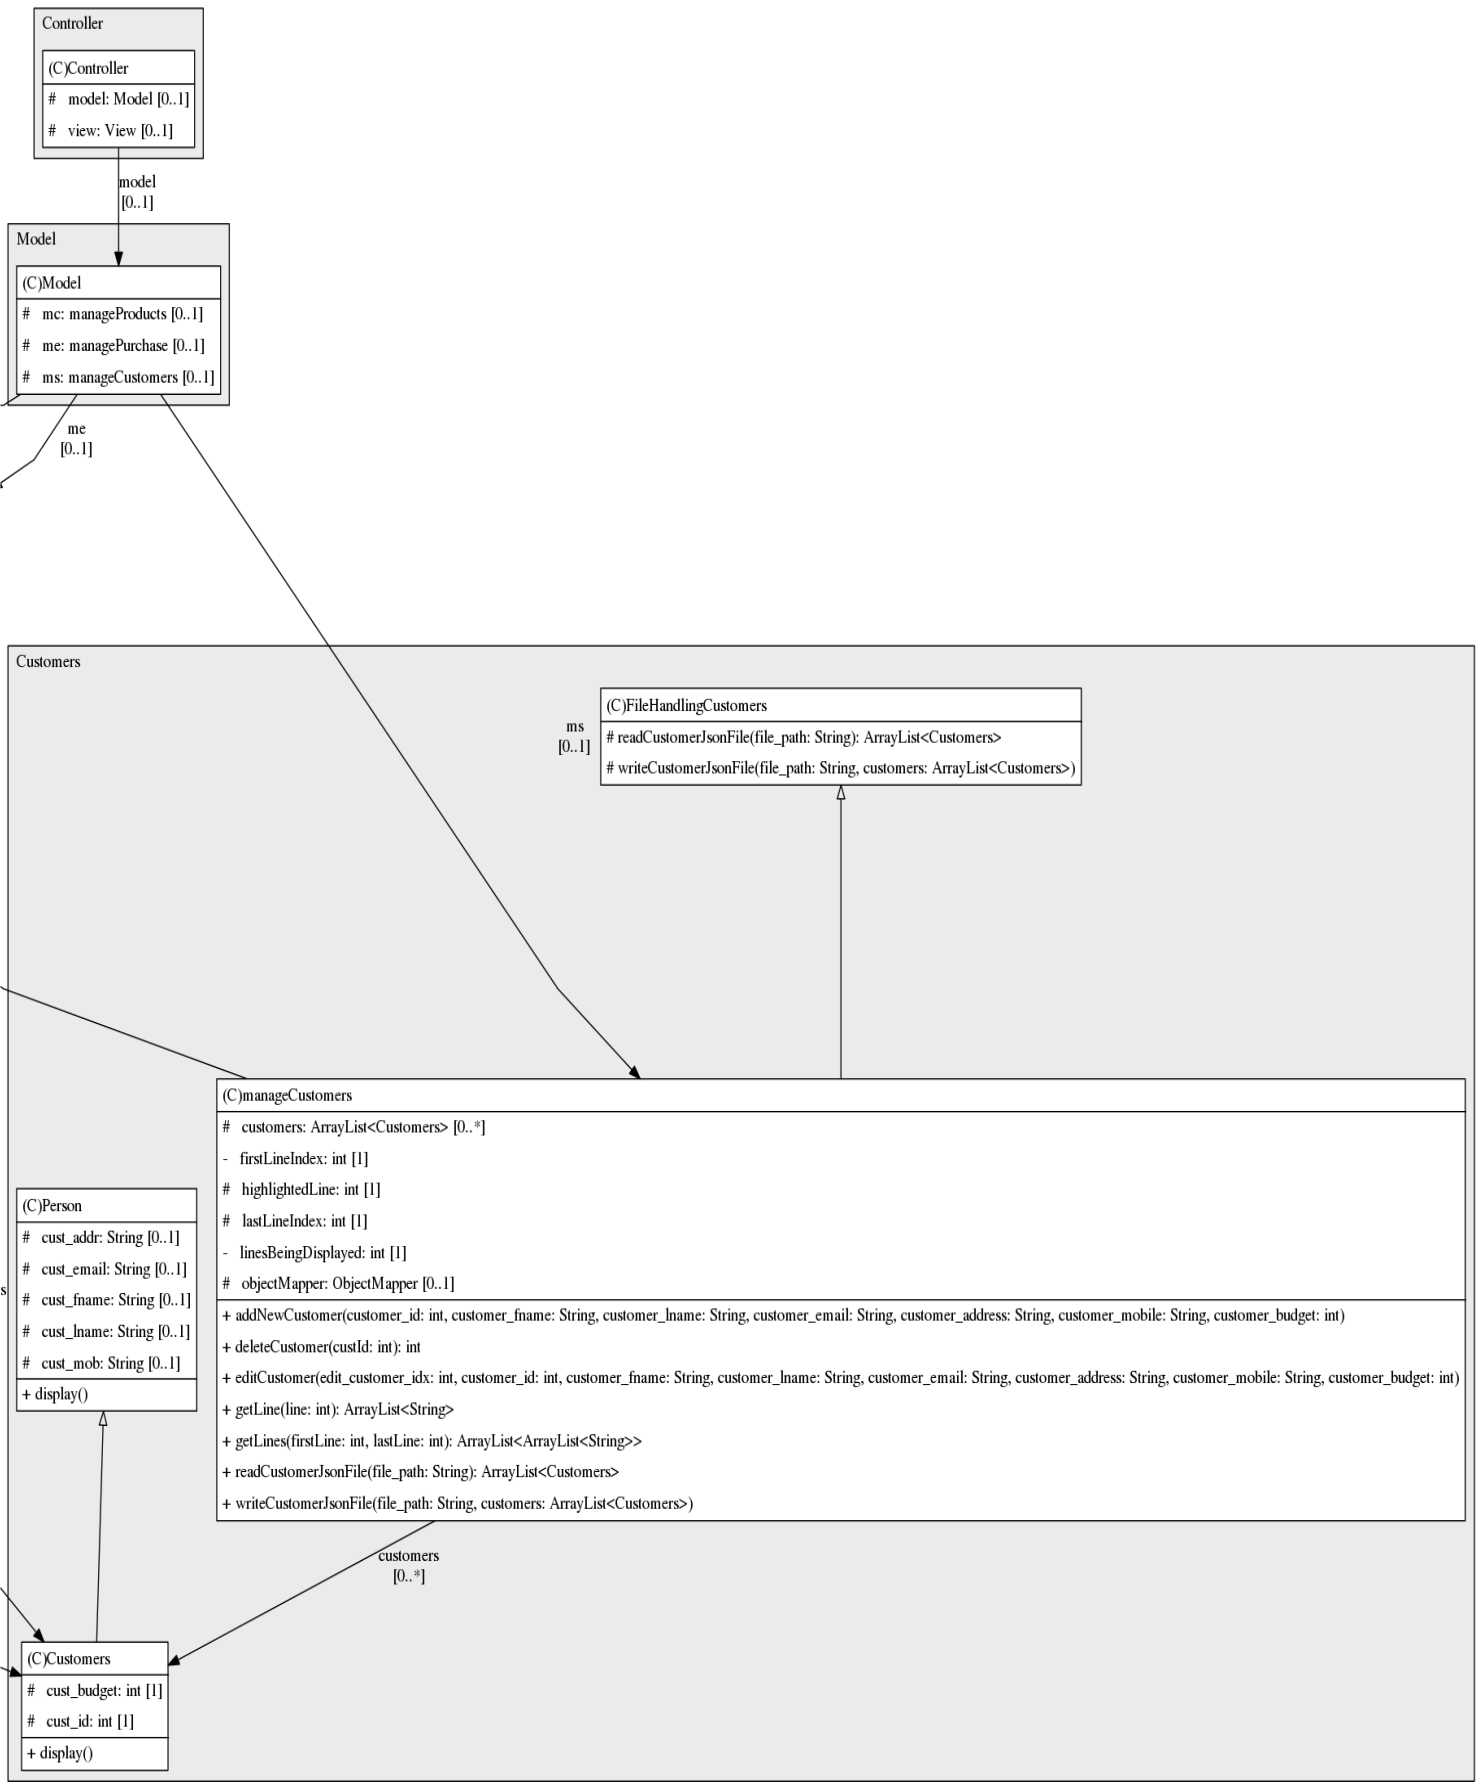 Controller
(C)Controller
# model: Model [0..1]
# view: View [0..1]
model
[0..1]
Model
(C)Model
# mc: manageProducts [0..1]
# me: managePurchase [0..1]
# ms: manageCustomers [0..1]
me
[0..1]
Customers
ms
[0..1]
(C)FileHandlingCustomers
# readCustomerJsonFile(file_path: String): ArrayList<Customers>
# writeCustomerJsonFile(file_path: String, customers: ArrayList<Customers>)
(C)manageCustomers
# customers: ArrayList<Customers> [0..*]
- firstLineIndex: int [1]
# highlightedLine: int [1]
# lastLineIndex: int [1]
- linesBeingDisplayed: int [1]
# objectMapper: ObjectMapper [0..1]
+ addNewCustomer(customer_id: int, customer_fname: String, customer_lname: String, customer_email: String, customer_address: String, customer_mobile: String, customer_budget: int)
+ deleteCustomer(custId: int): int
+ editCustomer(edit_customer_idx: int, customer_id: int, customer_fname: String, customer_lname: String, customer_email: String, customer_address: String, customer_mobile: String, customer_budget: int)
+ getLine(line: int): ArrayList<String>
+ getLines(firstLine: int, lastLine: int): ArrayList<ArrayList<String>>
+ readCustomerJsonFile(file_path: String): ArrayList<Customers>
+ writeCustomerJsonFile(file_path: String, customers: ArrayList<Customers>)
(C)Person
# cust_addr: String [0..1]
# cust_email: String [0..1]
# cust_fname: String [0..1]
# cust_lname: String [0..1]
# cust_mob: String [0..1]
+ display()
s
customers
[0..*]
(C)Customers
# cust_budget: int [1]
# cust_id: int [1]
+ display()